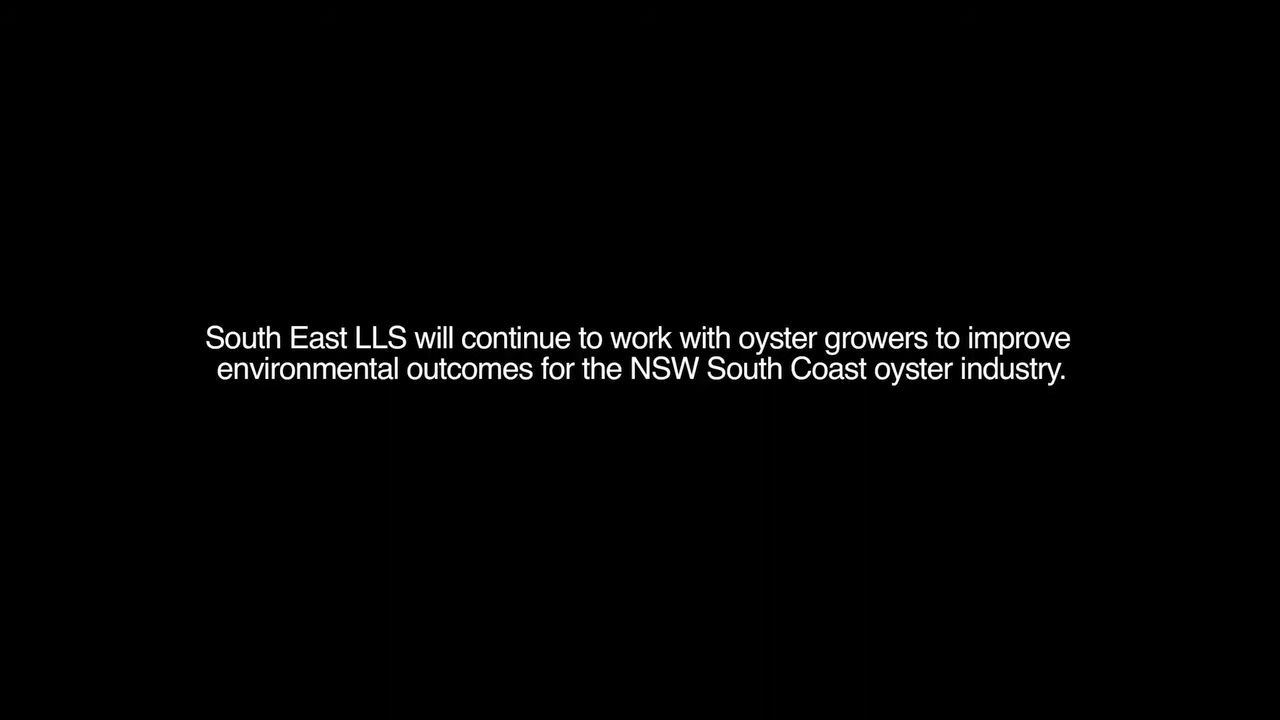 South East LLS will continue to work with oyster growers to improve
environmental outcomes for the NSW South Coast oyster industry.